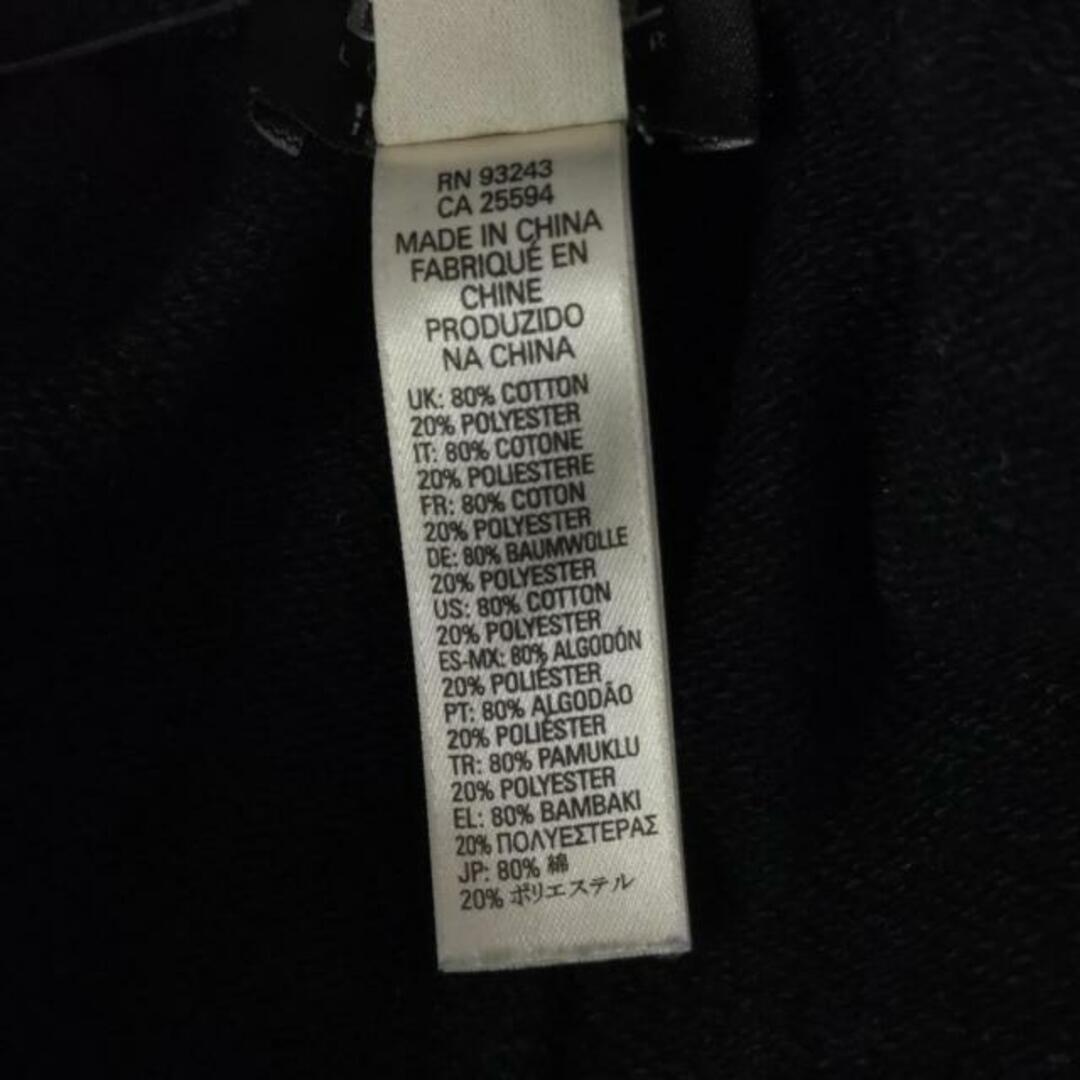 RN 93243
CA 25594
MADE IN CHINA
FABRIQUÉ EN
CHINE
PRODUZIDO
NA CHINA
UK: 80% COTTON
20% POLYESTER
IT: 80% COTONE
20% POLIESTERE
FR: 80% COTON
20% POLYESTER
DE: 80% BAUMWOLLE
20% POLYESTER
US: 80% COTTON
20% POLYESTER
ES-MX: 80% ALGODÓN
20% POLIÉSTER
PT: 80% ALGODÃO
20% POLIÉSTER
TR: 80% PAMUKLU
20% POLYESTER
EL: 80% BAMBAKI
20% ΠΟΛΥΕΣΤΕΡΑΣ
JP: 80% 綿
20% ポリエステル